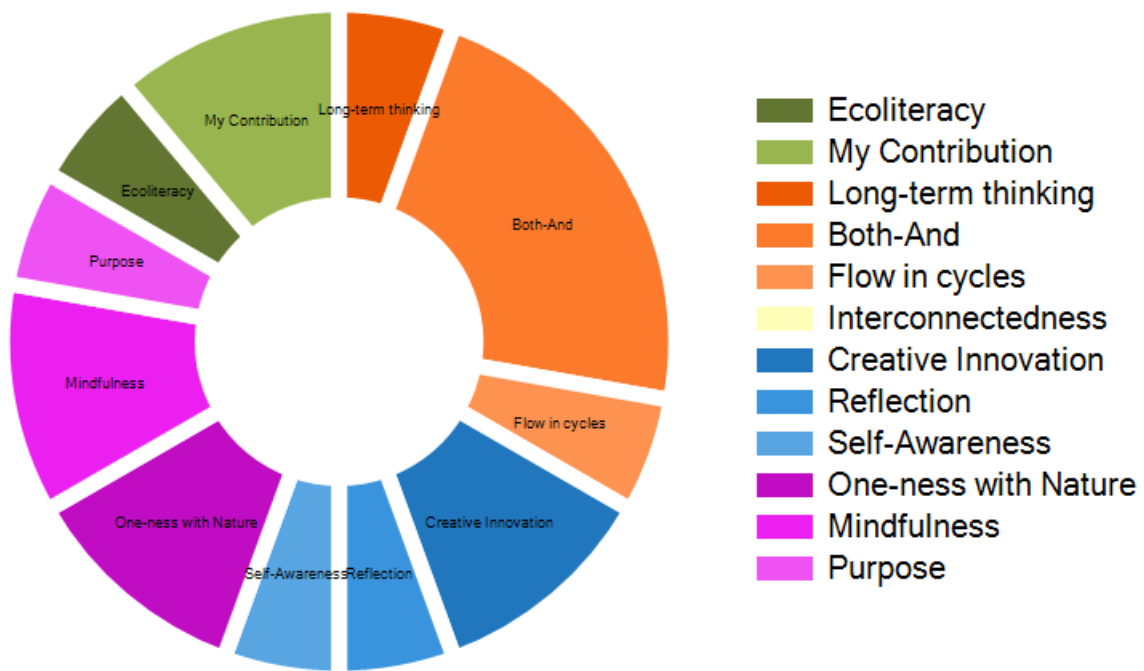 Long-term thinking
Both-And
Flow in cycles
Creative Innovation
Reflection
Self-Awareness
One-ness with Nature
Mindfulness
Purpose
Ecoliteracy
My Contribution
Ecoliteracy
My Contribution
Long-term thinking
Both-And
Flow in cycles
Interconnectedness
Creative Innovation
Reflection
Self-Awareness
One-ness with Nature
Mindfulness
Purpose